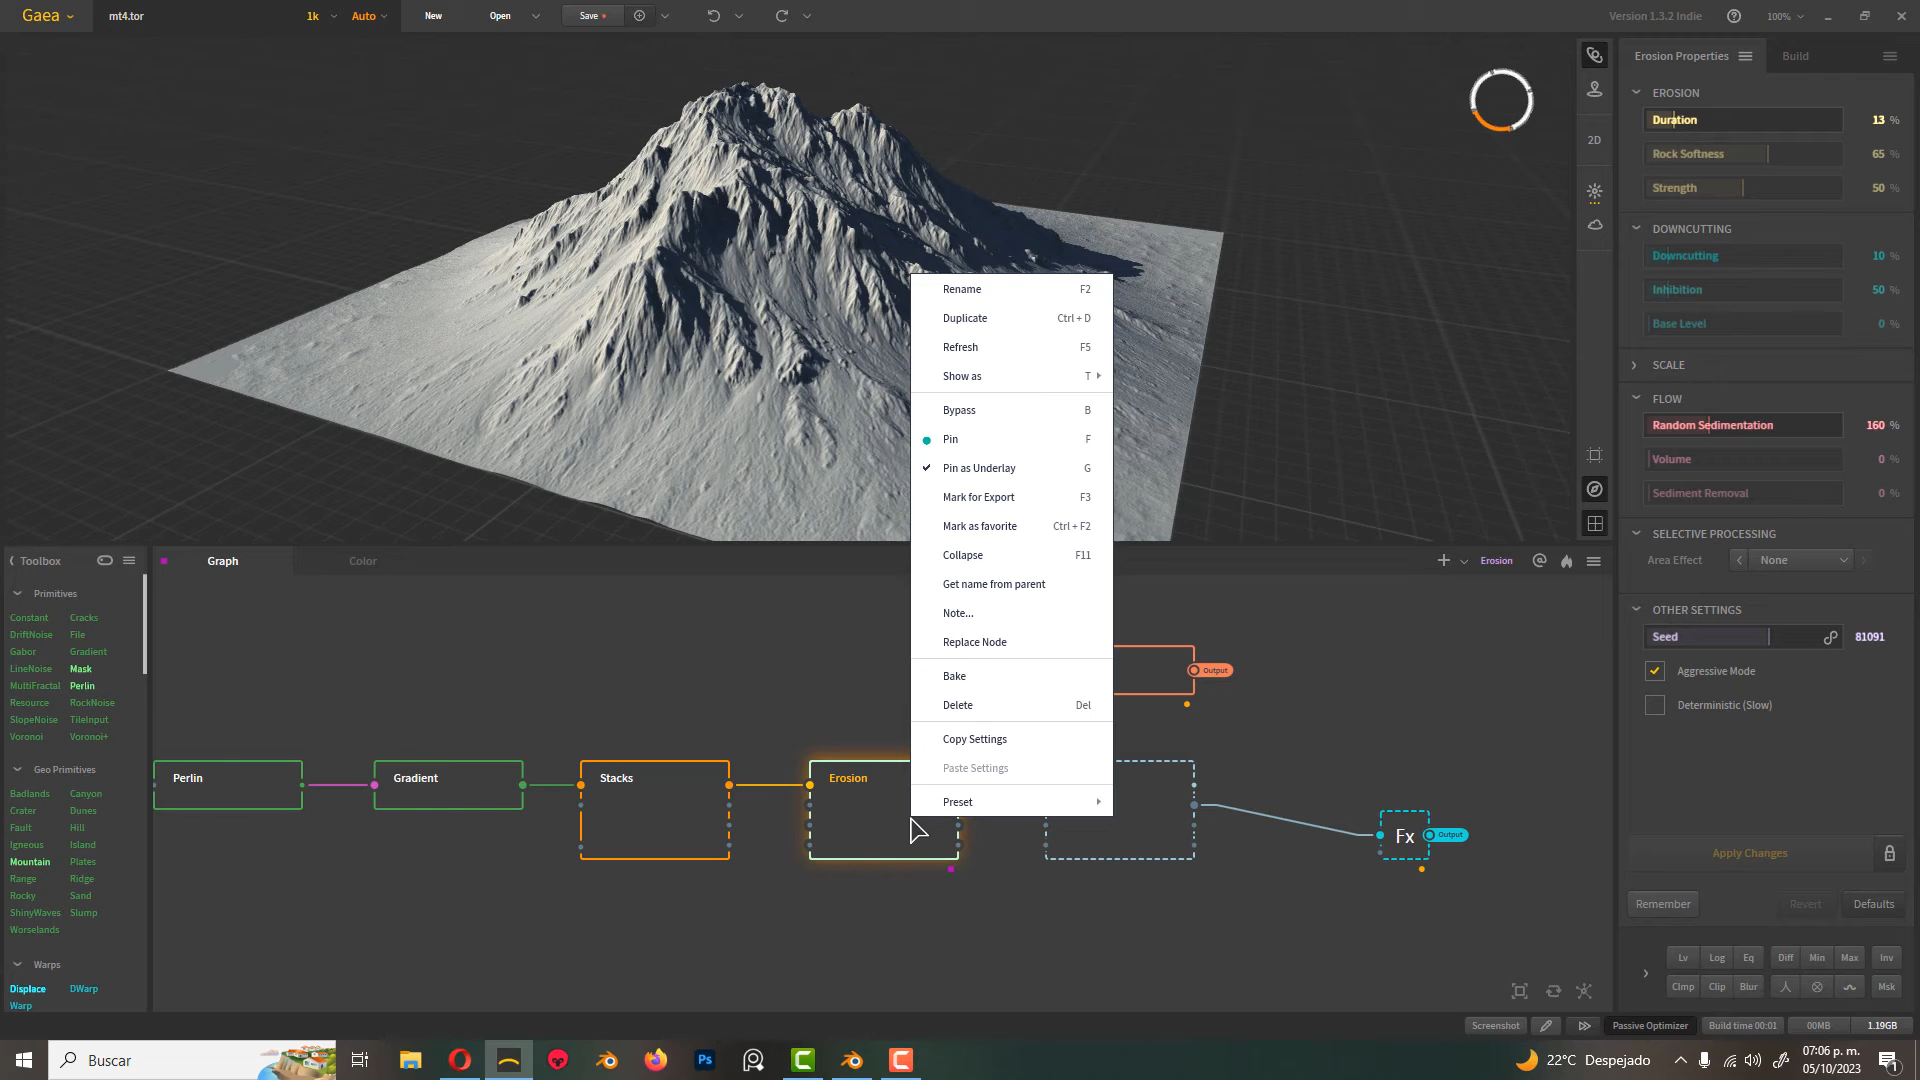 Gaea
mt4.tor
1k
Auto
New
Open
Save
Version 1.3.2 Indie
100%
Erosion Properties
Build
EROSION
Duration 13 %
Rock Softness 65 %
Strength 50 %
DOWNCUTTING
Downcutting 10 %
Inhibition 50 %
Base Level 0 %
SCALE
FLOW
Random Sedimentation 160 %
Volume 0 %
Sediment Removal 0 %
SELECTIVE PROCESSING
Area Effect None
OTHER SETTINGS
Seed 81091
Aggressive Mode
Deterministic (Slow)
Apply Changes
Remember Revert Defaults
Lv Log Eq Diff Min Max Inv
Clmp Clip Blur Msk
2D
Rename F2
Duplicate Ctrl + D
Refresh F5
Show as T
Bypass B
Pin F
Pin as Underlay G
Mark for Export F3
Mark as favorite Ctrl + F2
Collapse F11
Get name from parent
Note...
Replace Node
Bake
Delete Del
Copy Settings
Paste Settings
Preset
Toolbox
Graph
Color
Erosion
Primitives
Constant Cracks
DriftNoise File
Gabor Gradient
LineNoise Mask
MultiFractal Perlin
Resource RockNoise
SlopeNoise TileInput
Voronoi Voronoi+
Geo Primitives
Badlands Canyon
Crater Dunes
Fault Hill
Igneous Island
Mountain Plates
Range Ridge
Rocky Sand
ShinyWaves Slump
Worselands
Warps
Displace DWarp
Warp
Perlin
Gradient
Stacks
Erosion
Output
Fx
Output
Screenshot
Passive Optimizer
Build time 00:01
00MB
1.19GB
Buscar
Ps
22°C Despejado
07:06 p. m.
05/10/2023
1